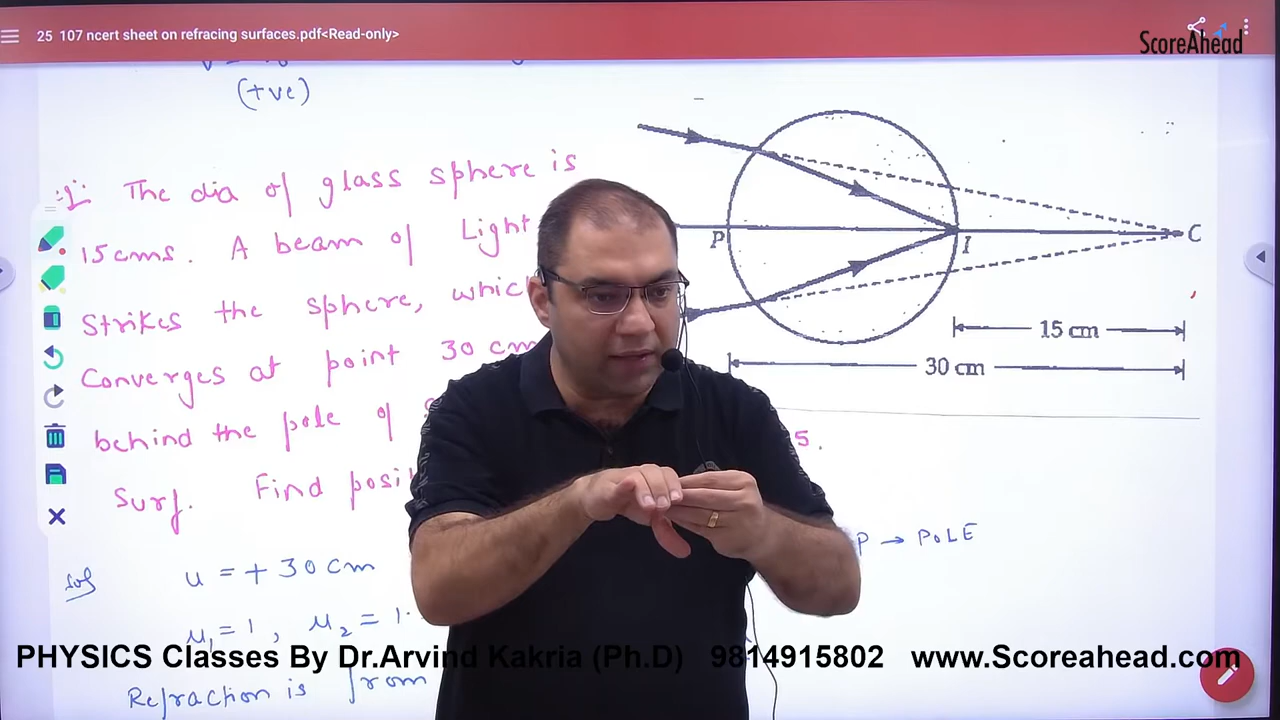 25 107 ncert sheet on refracing surfaces.pdf<Read-only>
ScoreAhead
(+ve)
The dia of glass sphere is
15cms. A beam of Light
Strikes the sphere, which
Converges at point 30 cm
behind the pole of
Surf. Find posi
5.
P
I
C
15 cm
30 cm
Sol
u = + 30 cm
P → POLE
μ1 = 1 , μ2 = 1.
Refraction is from
PHYSICS Classes By Dr.Arvind Kakria (Ph.D) 9814915802 www.Scoreahead.com